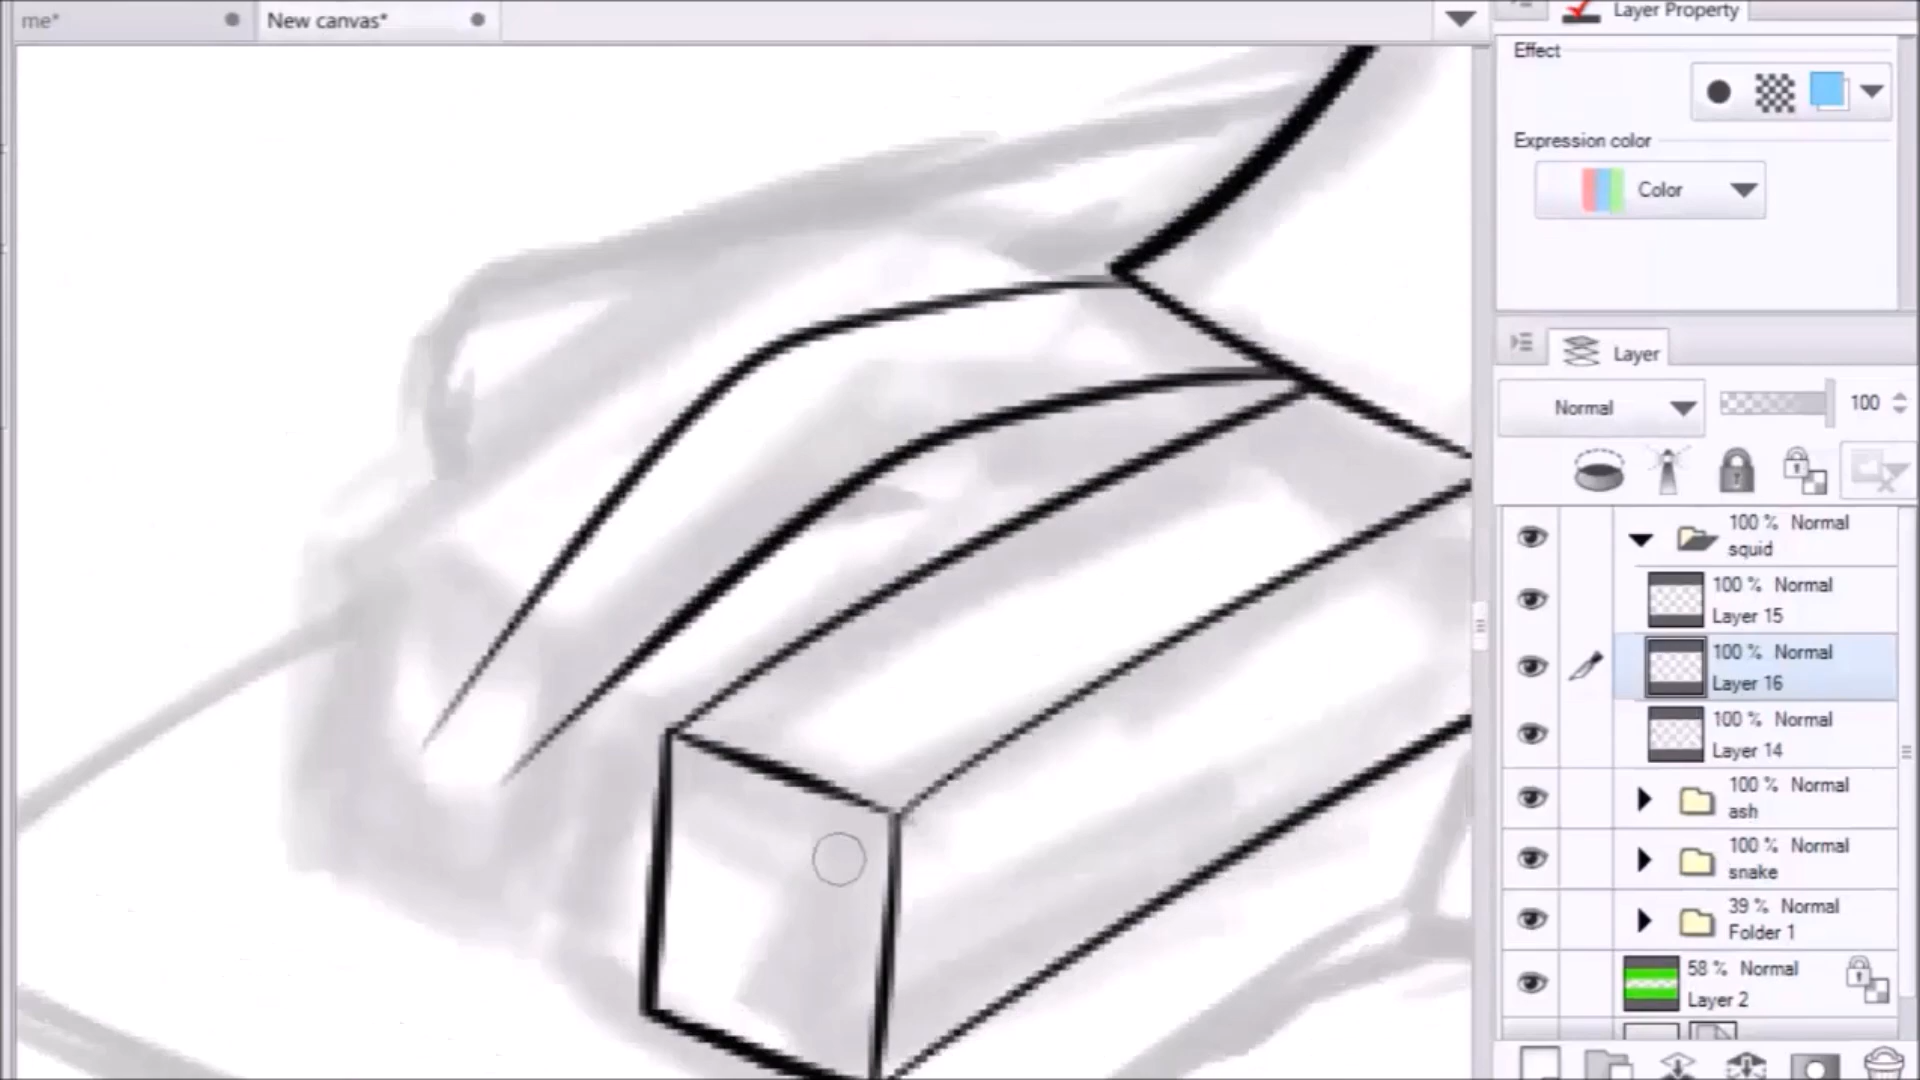 me*
New canvas*
Layer Property
Effect
Expression color
Color
Layer
Normal
100
100 % Normal
squid
100 % Normal
Layer 15
100 % Normal
Layer 16
100 % Normal
Layer 14
100 % Normal
ash
100 % Normal
snake
39 % Normal
Folder 1
58 % Normal
Layer 2